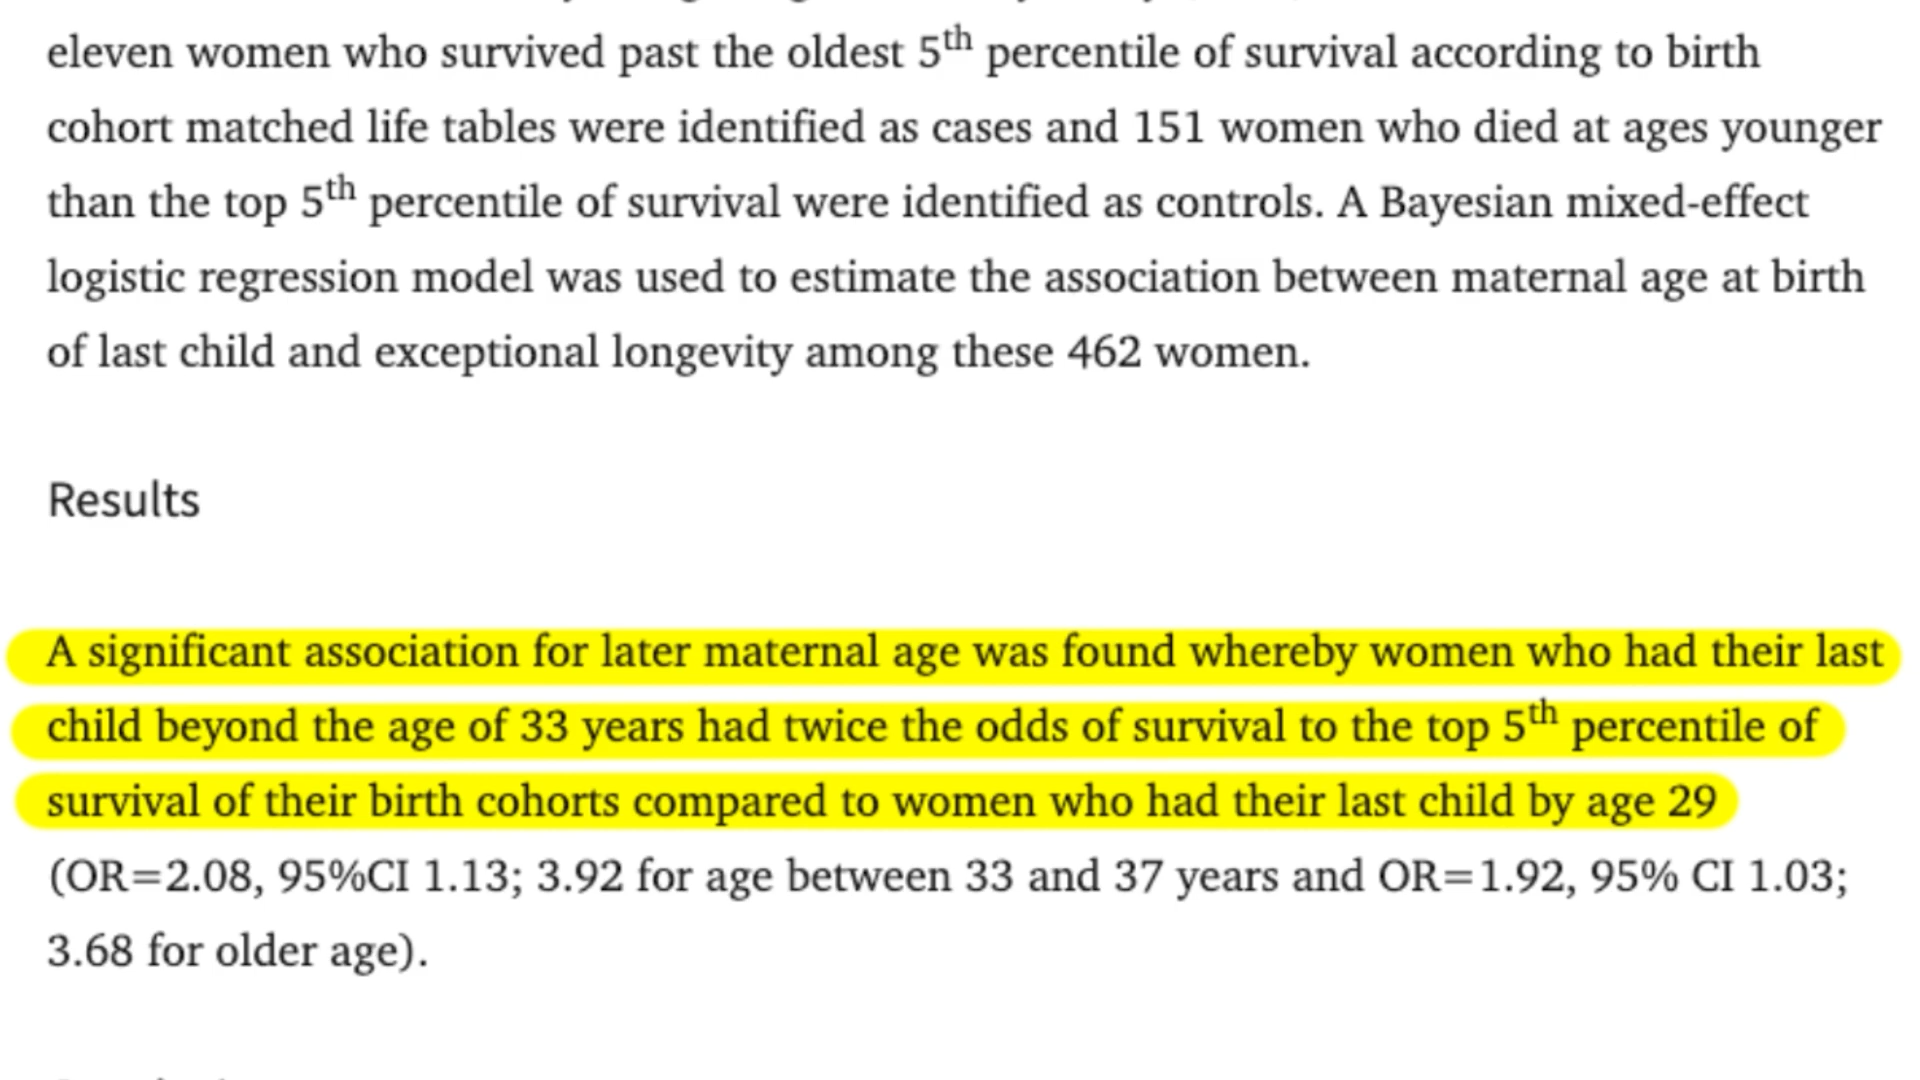 eleven women who survived past the oldest 5th percentile of survival according to birth
cohort matched life tables were identified as cases and 151 women who died at ages younger
than the top 5th percentile of survival were identified as controls. A Bayesian mixed-effect
logistic regression model was used to estimate the association between maternal age at birth
of last child and exceptional longevity among these 462 women.
Results
A significant association for later maternal age was found whereby women who had their last
child beyond the age of 33 years had twice the odds of survival to the top 5th percentile of
survival of their birth cohorts compared to women who had their last child by age 29
(OR=2.08, 95%CI 1.13; 3.92 for age between 33 and 37 years and OR=1.92, 95% CI 1.03;
3.68 for older age).